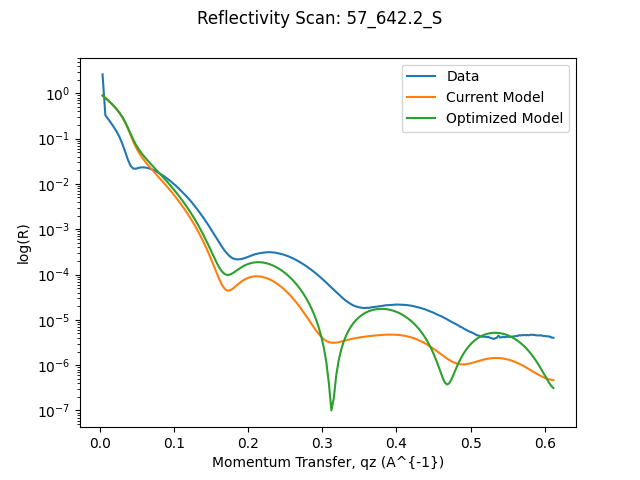 Reflectivity Scan: 57_642.2_S
Data
Current Model
Optimized Model
log(R)
10^0
10^{-1}
10^{-2}
10^{-3}
10^{-4}
10^{-5}
10^{-6}
10^{-7}
0.0 0.1 0.2 0.3 0.4 0.5 0.6
Momentum Transfer, qz (A^{-1})